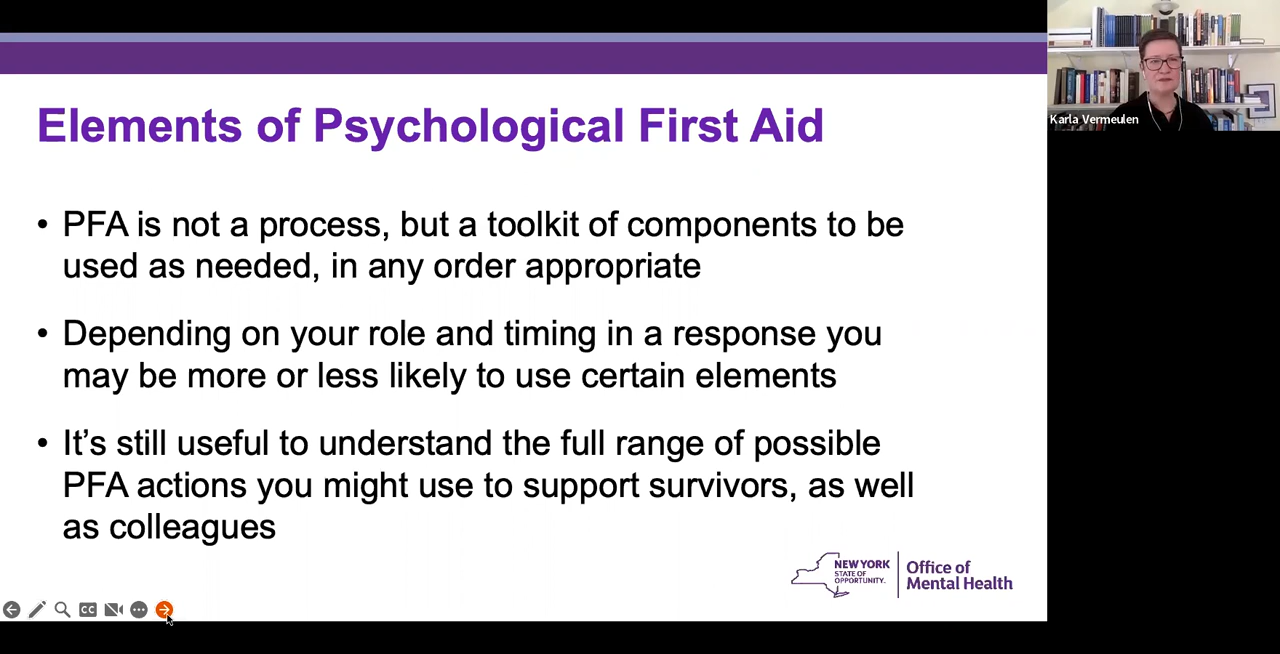 Elements of Psychological First Aid
• PFA is not a process, but a toolkit of components to be
used as needed, in any order appropriate
• Depending on your role and timing in a response you
may be more or less likely to use certain elements
• It’s still useful to understand the full range of possible
PFA actions you might use to support survivors, as well
as colleagues
NEW YORK
STATE OF
OPPORTUNITY.
Office of
Mental Health
CC
Karla Vermeulen